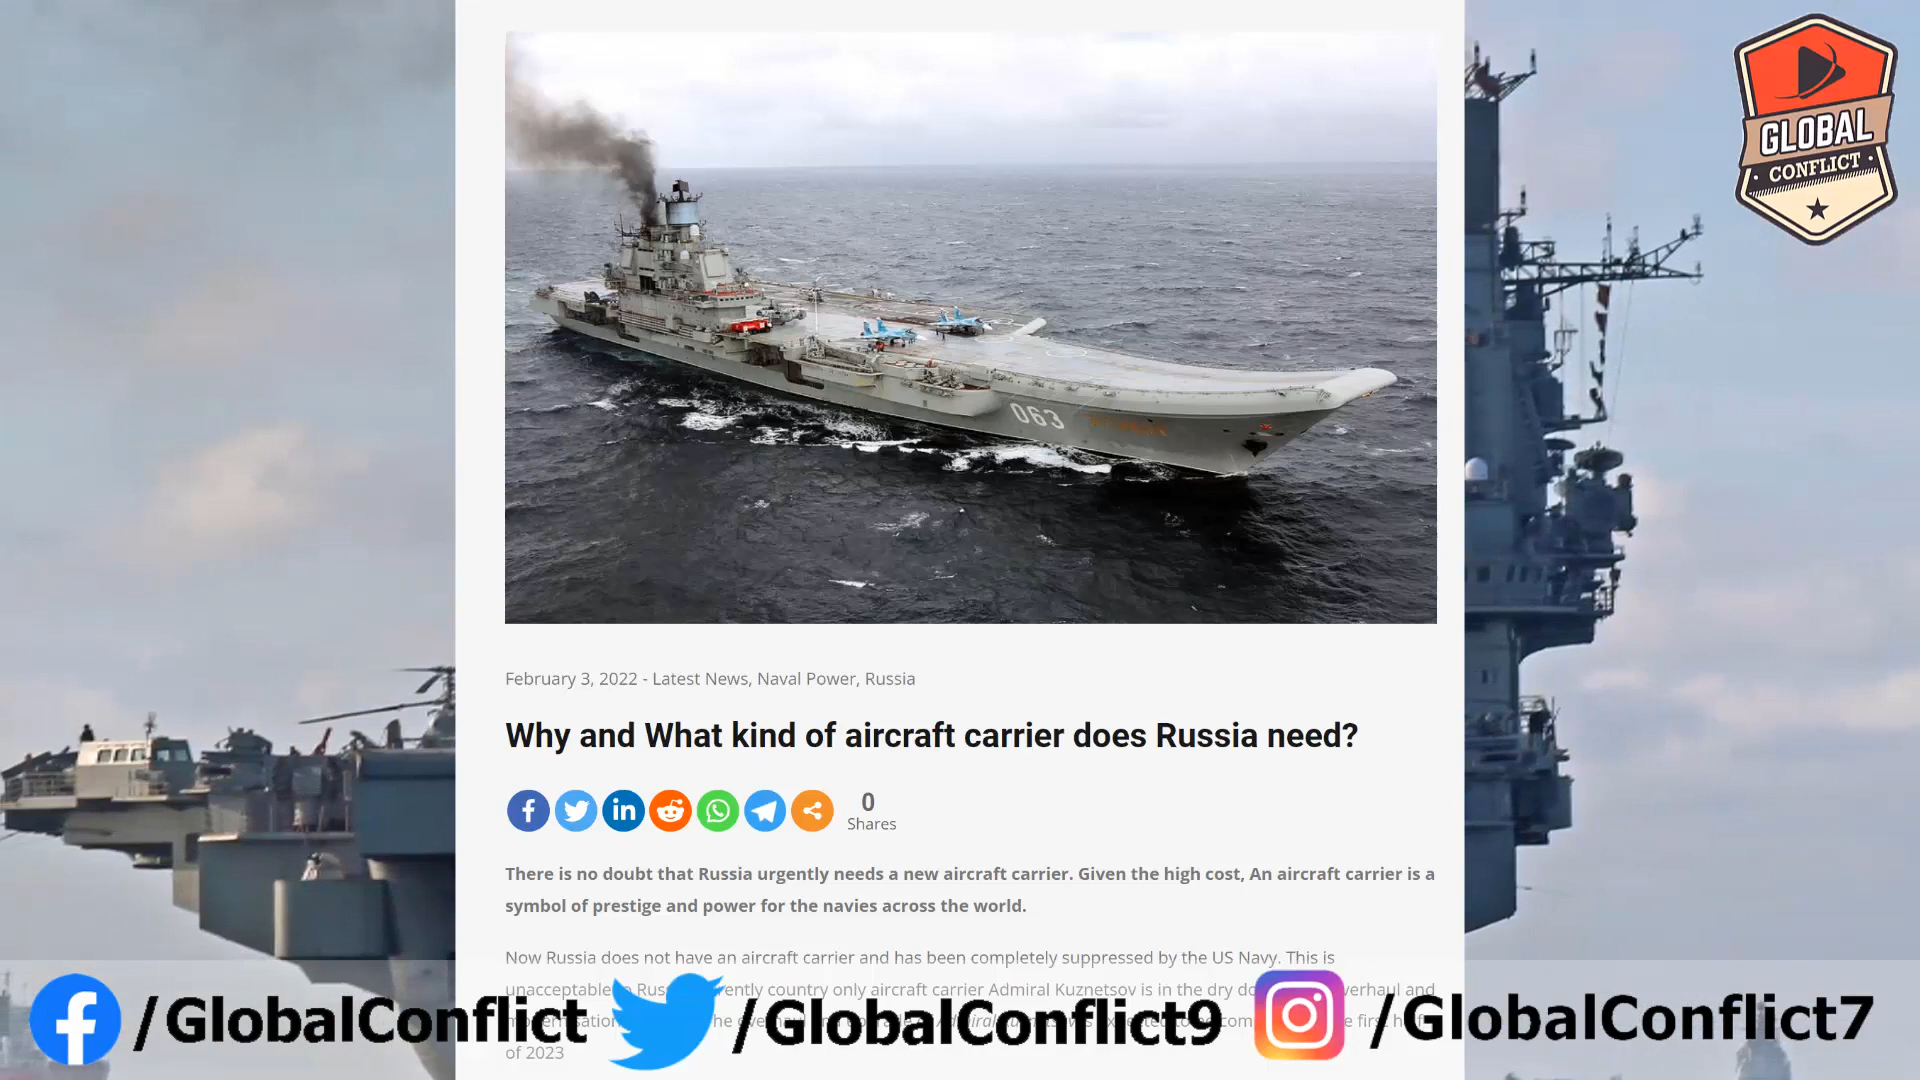 GLOBAL
CONFLICT
063
February 3, 2022 - Latest News, Naval Power, Russia
Why and What kind of aircraft carrier does Russia need?
0
Shares
There is no doubt that Russia urgently needs a new aircraft carrier. Given the high cost, An aircraft carrier is a
symbol of prestige and power for the navies across the world.
Now Russia does not have an aircraft carrier and has been completely suppressed by the US Navy. This is
unacceptable country only aircraft carrier Admiral Kuznetsov is in the dry and
of 2023
/GlobalConflict
/GlobalConflict9
/GlobalConflict7